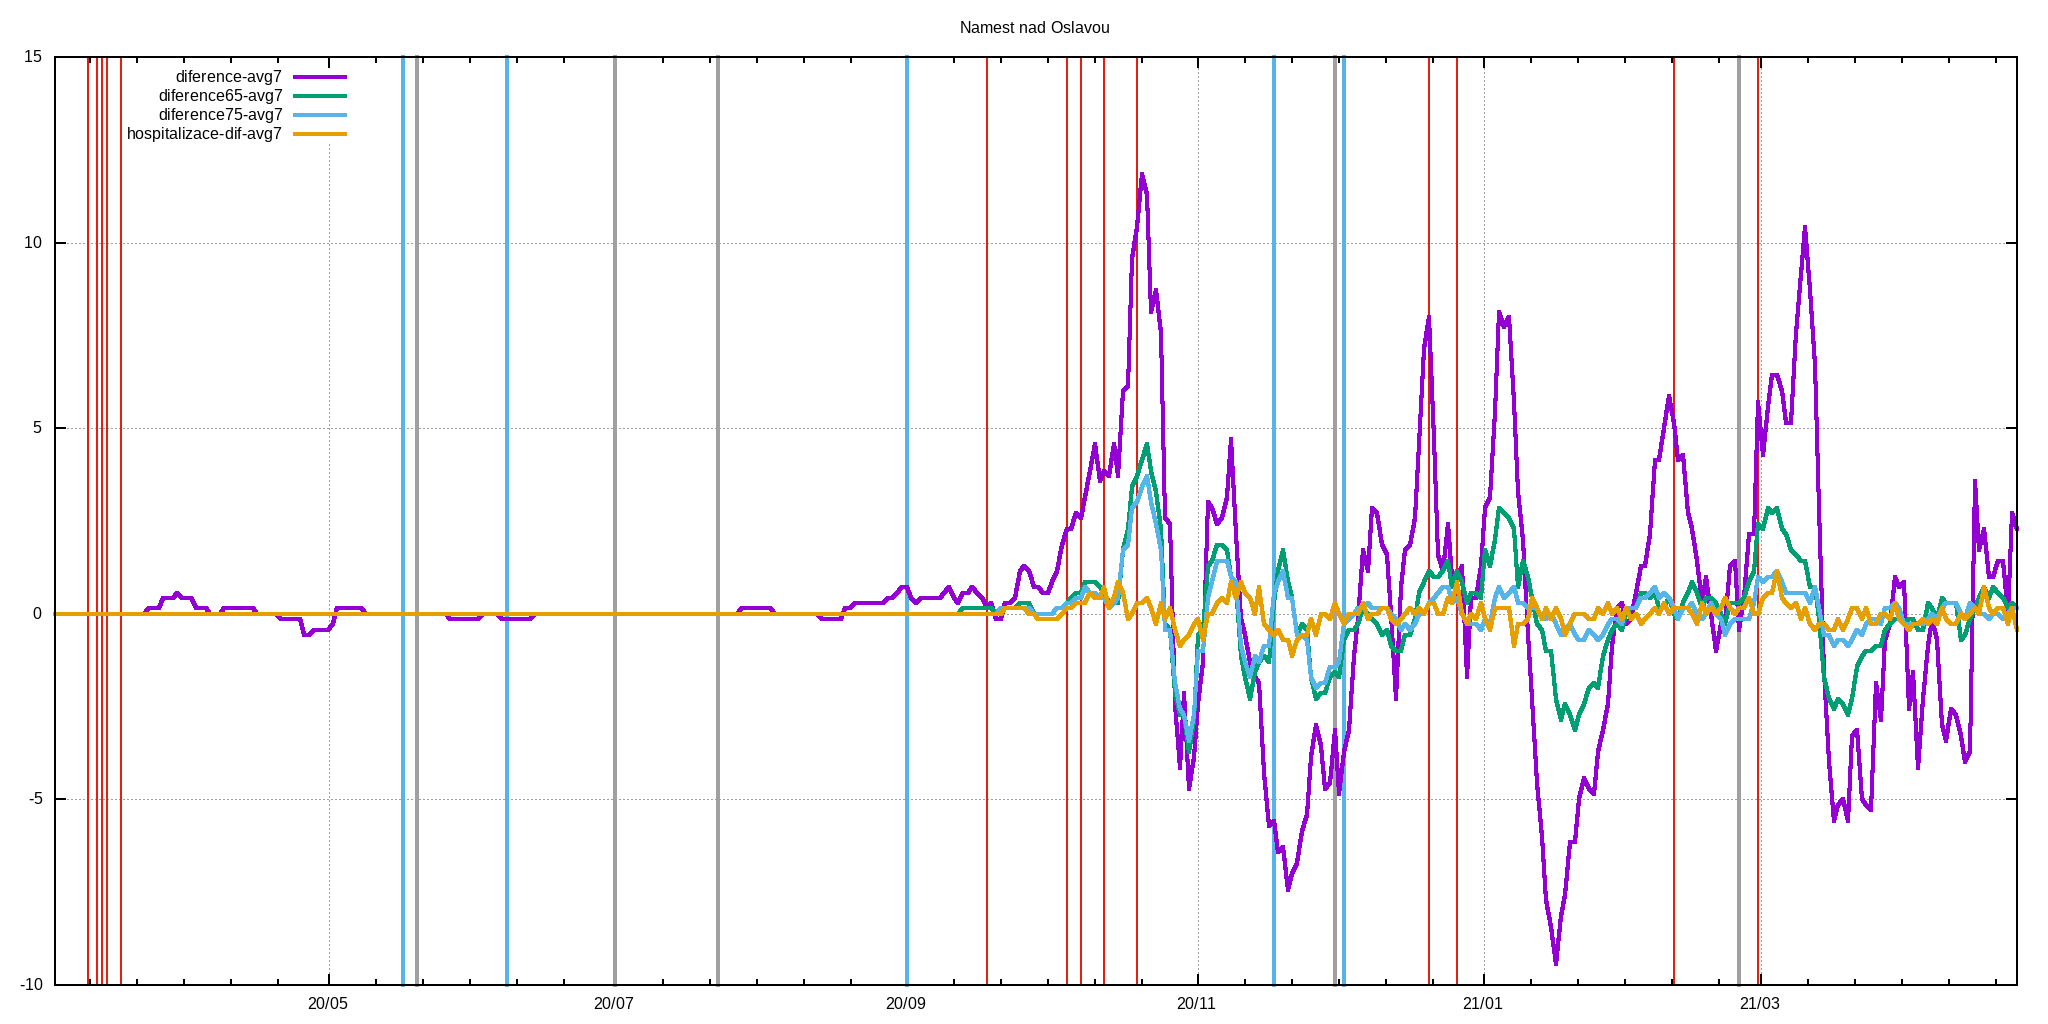 Namest nad Oslavou
15
10
5
0
-5
-10
diference-avg7
diference65-avg7
diference75-avg7
hospitalizace-dif-avg7
20/05
20/07
20/09
20/11
21/01
21/03